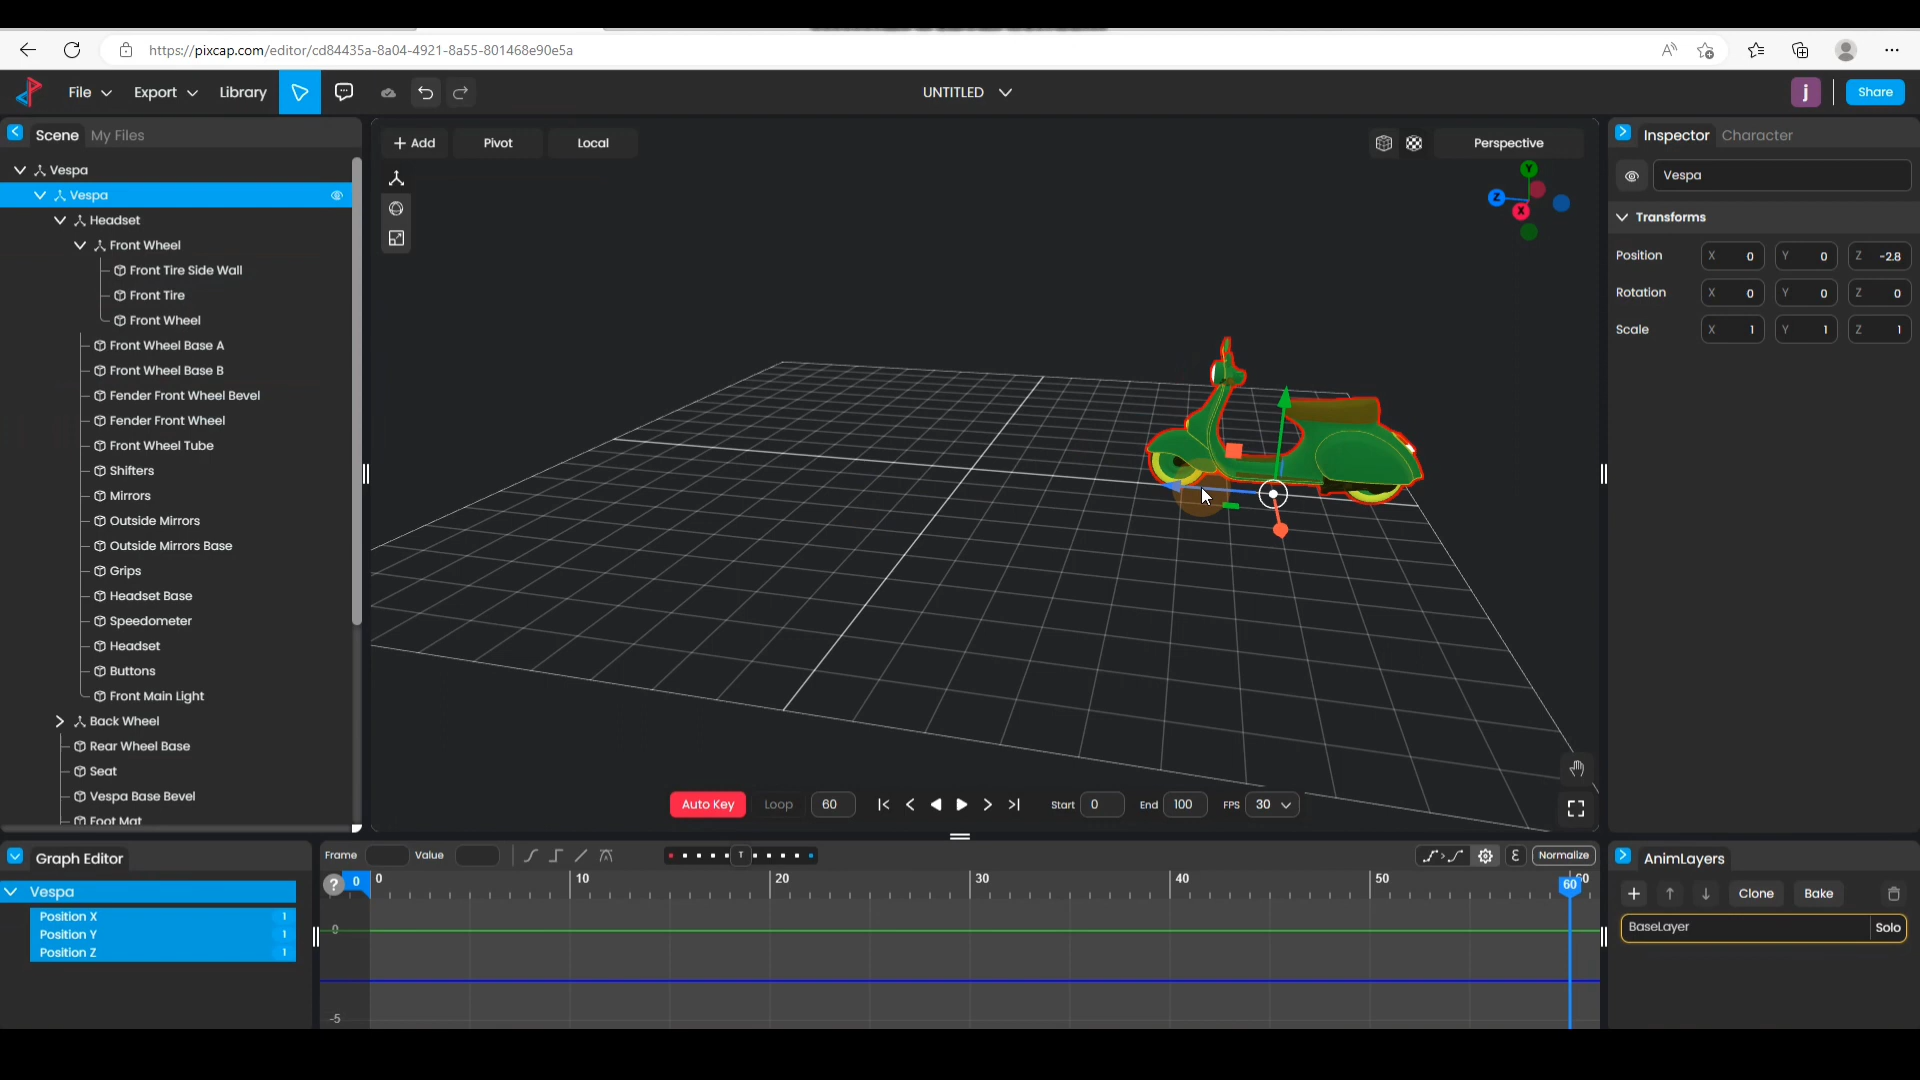 https://pixcap.com/editor/cd84435a-8a04-4921-8a55-801468e90e5a
File Export Library UNTITLED j Share
Scene My Files
Vespa
Vespa
Headset
Front Wheel
Front Tire Side Wall
Front Tire
Front Wheel
Front Wheel Base A
Front Wheel Base B
Fender Front Wheel Bevel
Fender Front Wheel
Front Wheel Tube
Shifters
Mirrors
Outside Mirrors
Outside Mirrors Base
Grips
Headset Base
Speedometer
Headset
Buttons
Front Main Light
Back Wheel
Rear Wheel Base
Seat
Vespa Base Bevel
Foot Mat
+ Add Pivot Local Perspective
Y
Z
X
Inspector Character
Vespa
Transforms
Position X 0 Y 0 Z -2.8
Rotation X 0 Y 0 Z 0
Scale X 1 Y 1 Z 1
Auto Key Loop 60 Start 0 End 100 FPS 30
Graph Editor
Vespa
Position X 1
Position Y 1
Position Z 1
Frame Value T Ɛ Normalize
? 0 0 10 20 30 40 50 60 60
0
-5
AnimLayers
+ ↑ ↓ Clone Bake
BaseLayer Solo